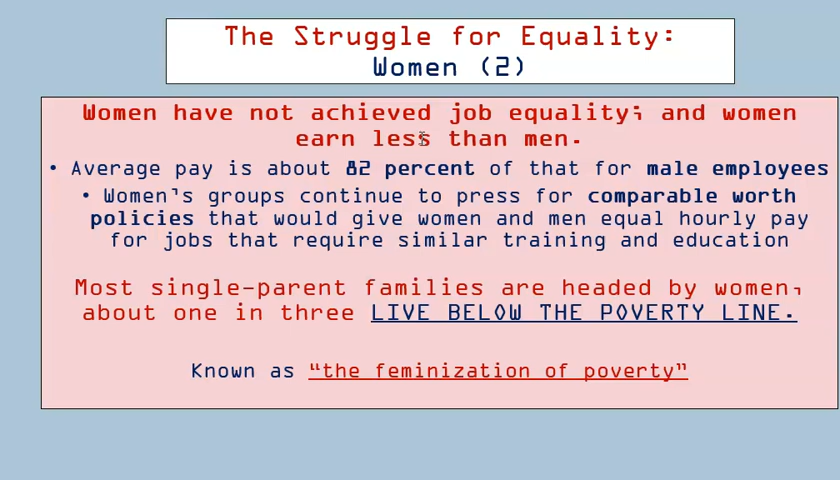 The Struggle for Equality:
Women (2)
Women have not achieved job equality; and women
earn less than men.
• Average pay is about 82 percent of that for male employees
• Women's groups continue to press for comparable worth
policies that would give women and men equal hourly pay
for jobs that require similar training and education
Most single-parent families are headed by women,
about one in three LIVE BELOW THE POVERTY LINE.
Known as “the feminization of poverty”